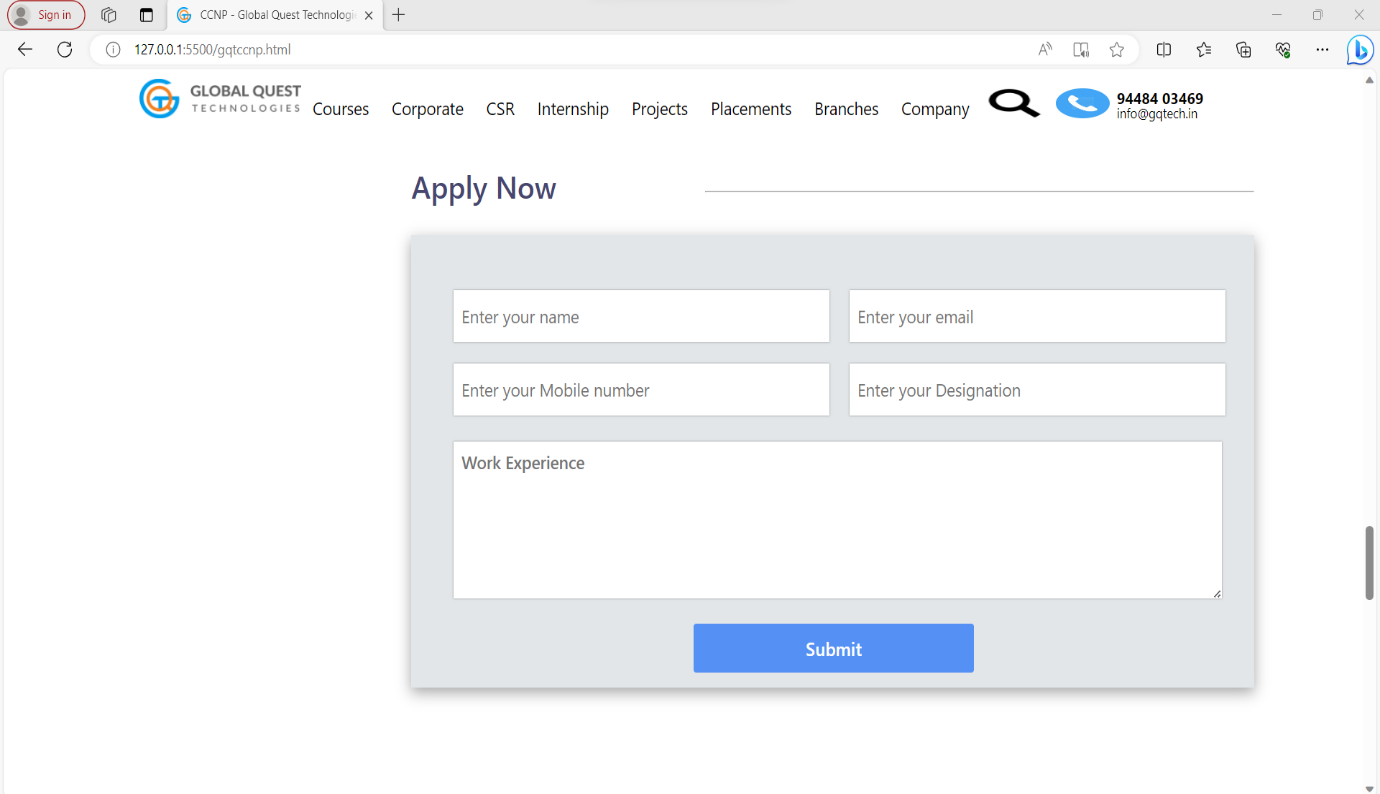 Sign in
CCNP - Global Quest Technologi
127.0.0.1:5500/gqtccnp.html
GLOBAL QUEST
TECHNOLOGIES
Courses Corporate CSR Internship Projects Placements Branches Company
94484 03469
info@gqtech.in
Apply Now
Enter your name
Enter your email
Enter your Mobile number
Enter your Designation
Work Experience
Submit